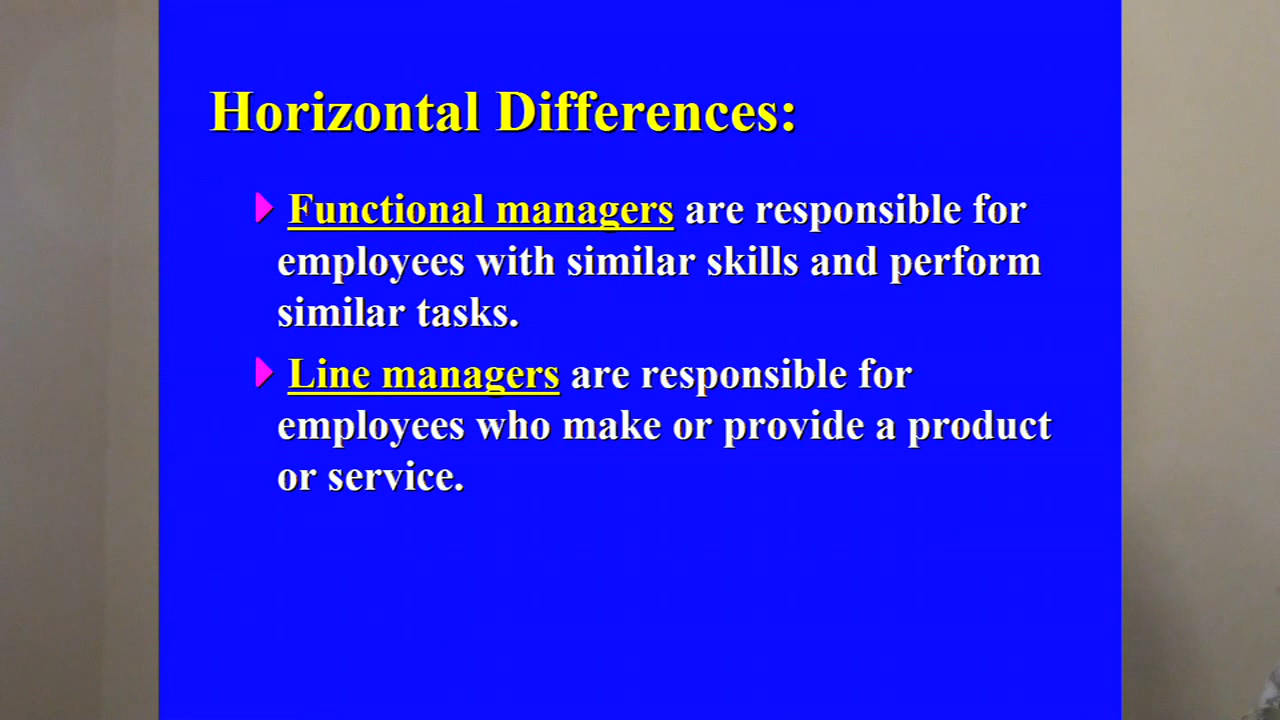 Horizontal Differences:
Functional managers are responsible for
employees with similar skills and perform
similar tasks.
Line managers are responsible for
employees who make or provide a product
or service.